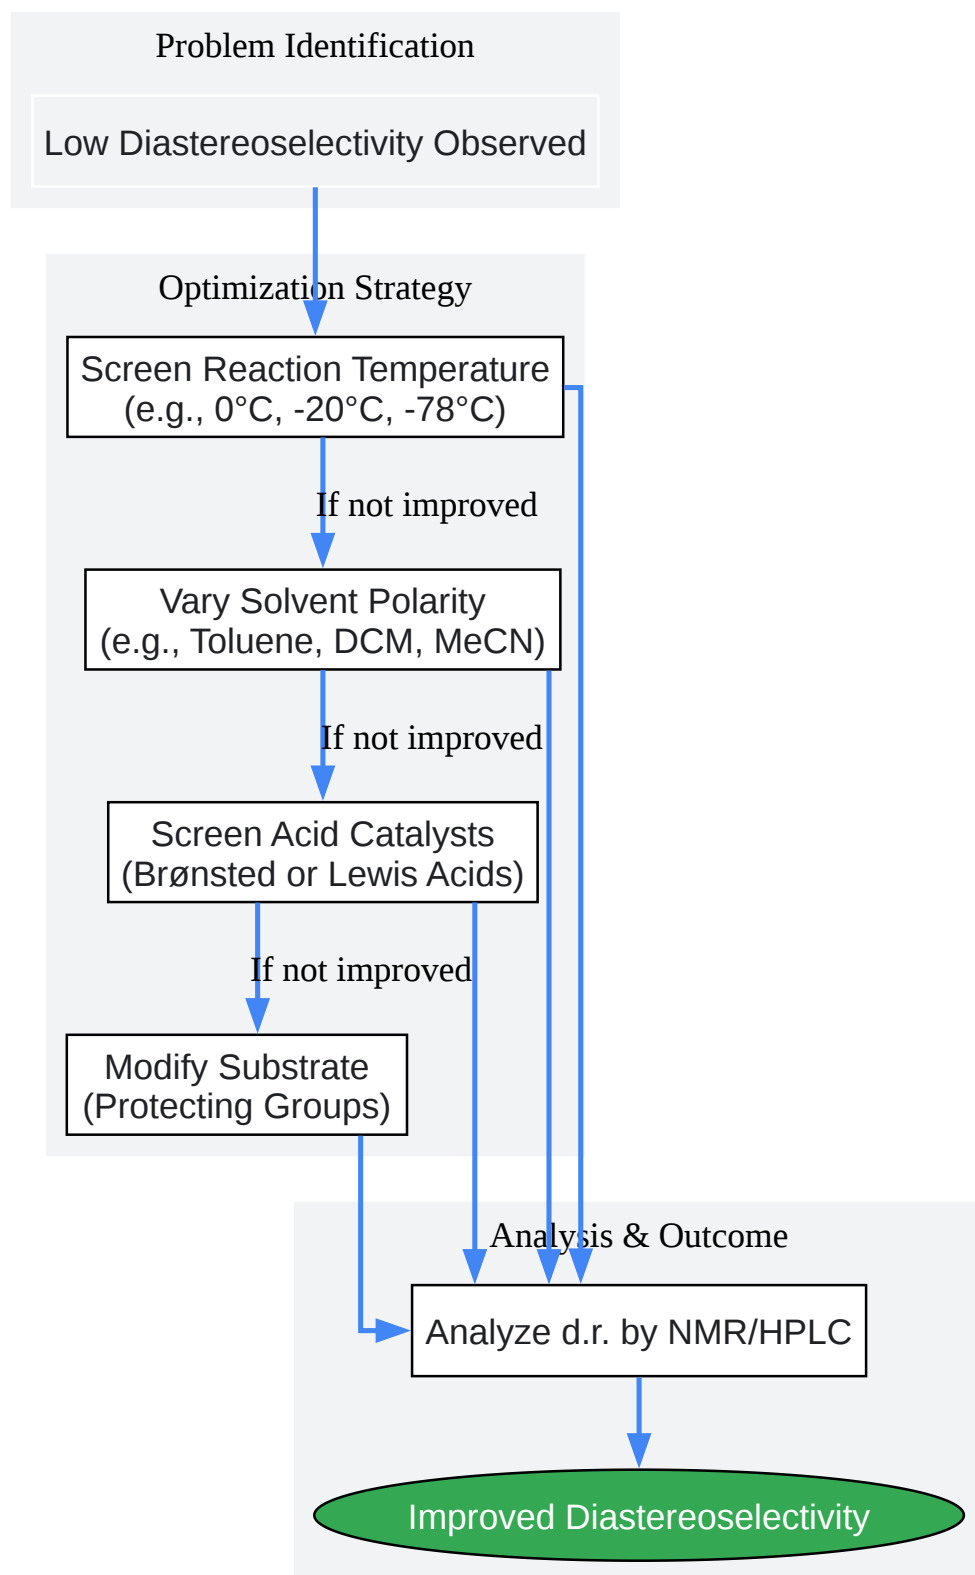 Problem Identification
Low Diastereoselectivity Observed
Optimization Strategy
Screen Reaction Temperature
(e.g., 0°C, -20°C, -78°C)
If not improved
Vary Solvent Polarity
(e.g., Toluene, DCM, MeCN)
If not improved
Screen Acid Catalysts
(Brønsted or Lewis Acids)
If not improved
Modify Substrate
(Protecting Groups)
Analysis & Outcome
Analyze d.r. by NMR/HPLC
Improved Diastereoselectivity